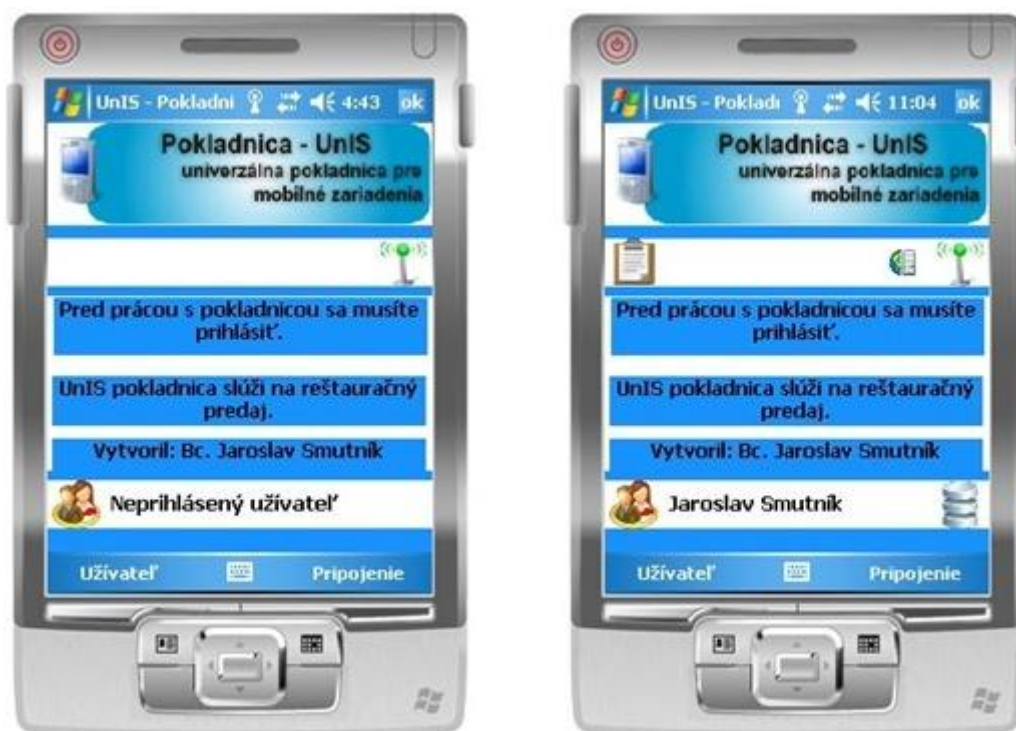 UnIS - Pokladni
4:43
ok
Pokladnica - UnIS
univerzálna pokladnica pre
mobilné zariadenia
Pred prácou s pokladnicou sa musíte
prihlásiť.
UnIS pokladnica slúži na reštauračný
predaj.
Vytvoril: Bc. Jaroslav Smutník
Neprihlásený užívateľ
Užívateľ
Pripojenie
UnIS - Pokladı
11:04
ok
Pokladnica - UnIS
univerzálna pokladnica pre
mobilné zariadenia
Pred prácou s pokladnicou sa musíte
prihlásiť.
UnIS pokladnica slúži na reštauračný
predaj.
Vytvoril: Bc. Jaroslav Smutník
Jaroslav Smutník
Užívateľ
Pripojenie